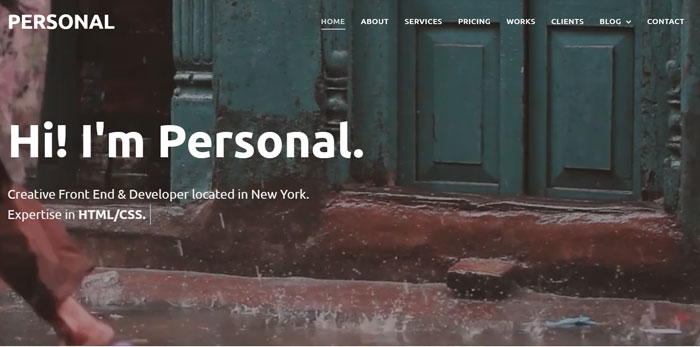 PERSONAL
HOME ABOUT SERVICES PRICING WORKS CLIENTS BLOG CONTACT
Hi! I'm Personal.
Creative Front End & Developer located in New York.
Expertise in HTML/CSS.